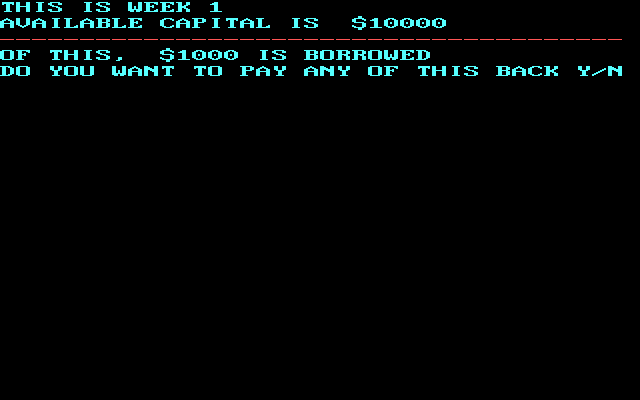 THIS IS WEEK 1
AVAILABLE CAPITAL IS  $10000
_______________________________________
OF THIS,  $1000 IS BORROWED
DO YOU WANT TO PAY ANY OF THIS BACK Y/N